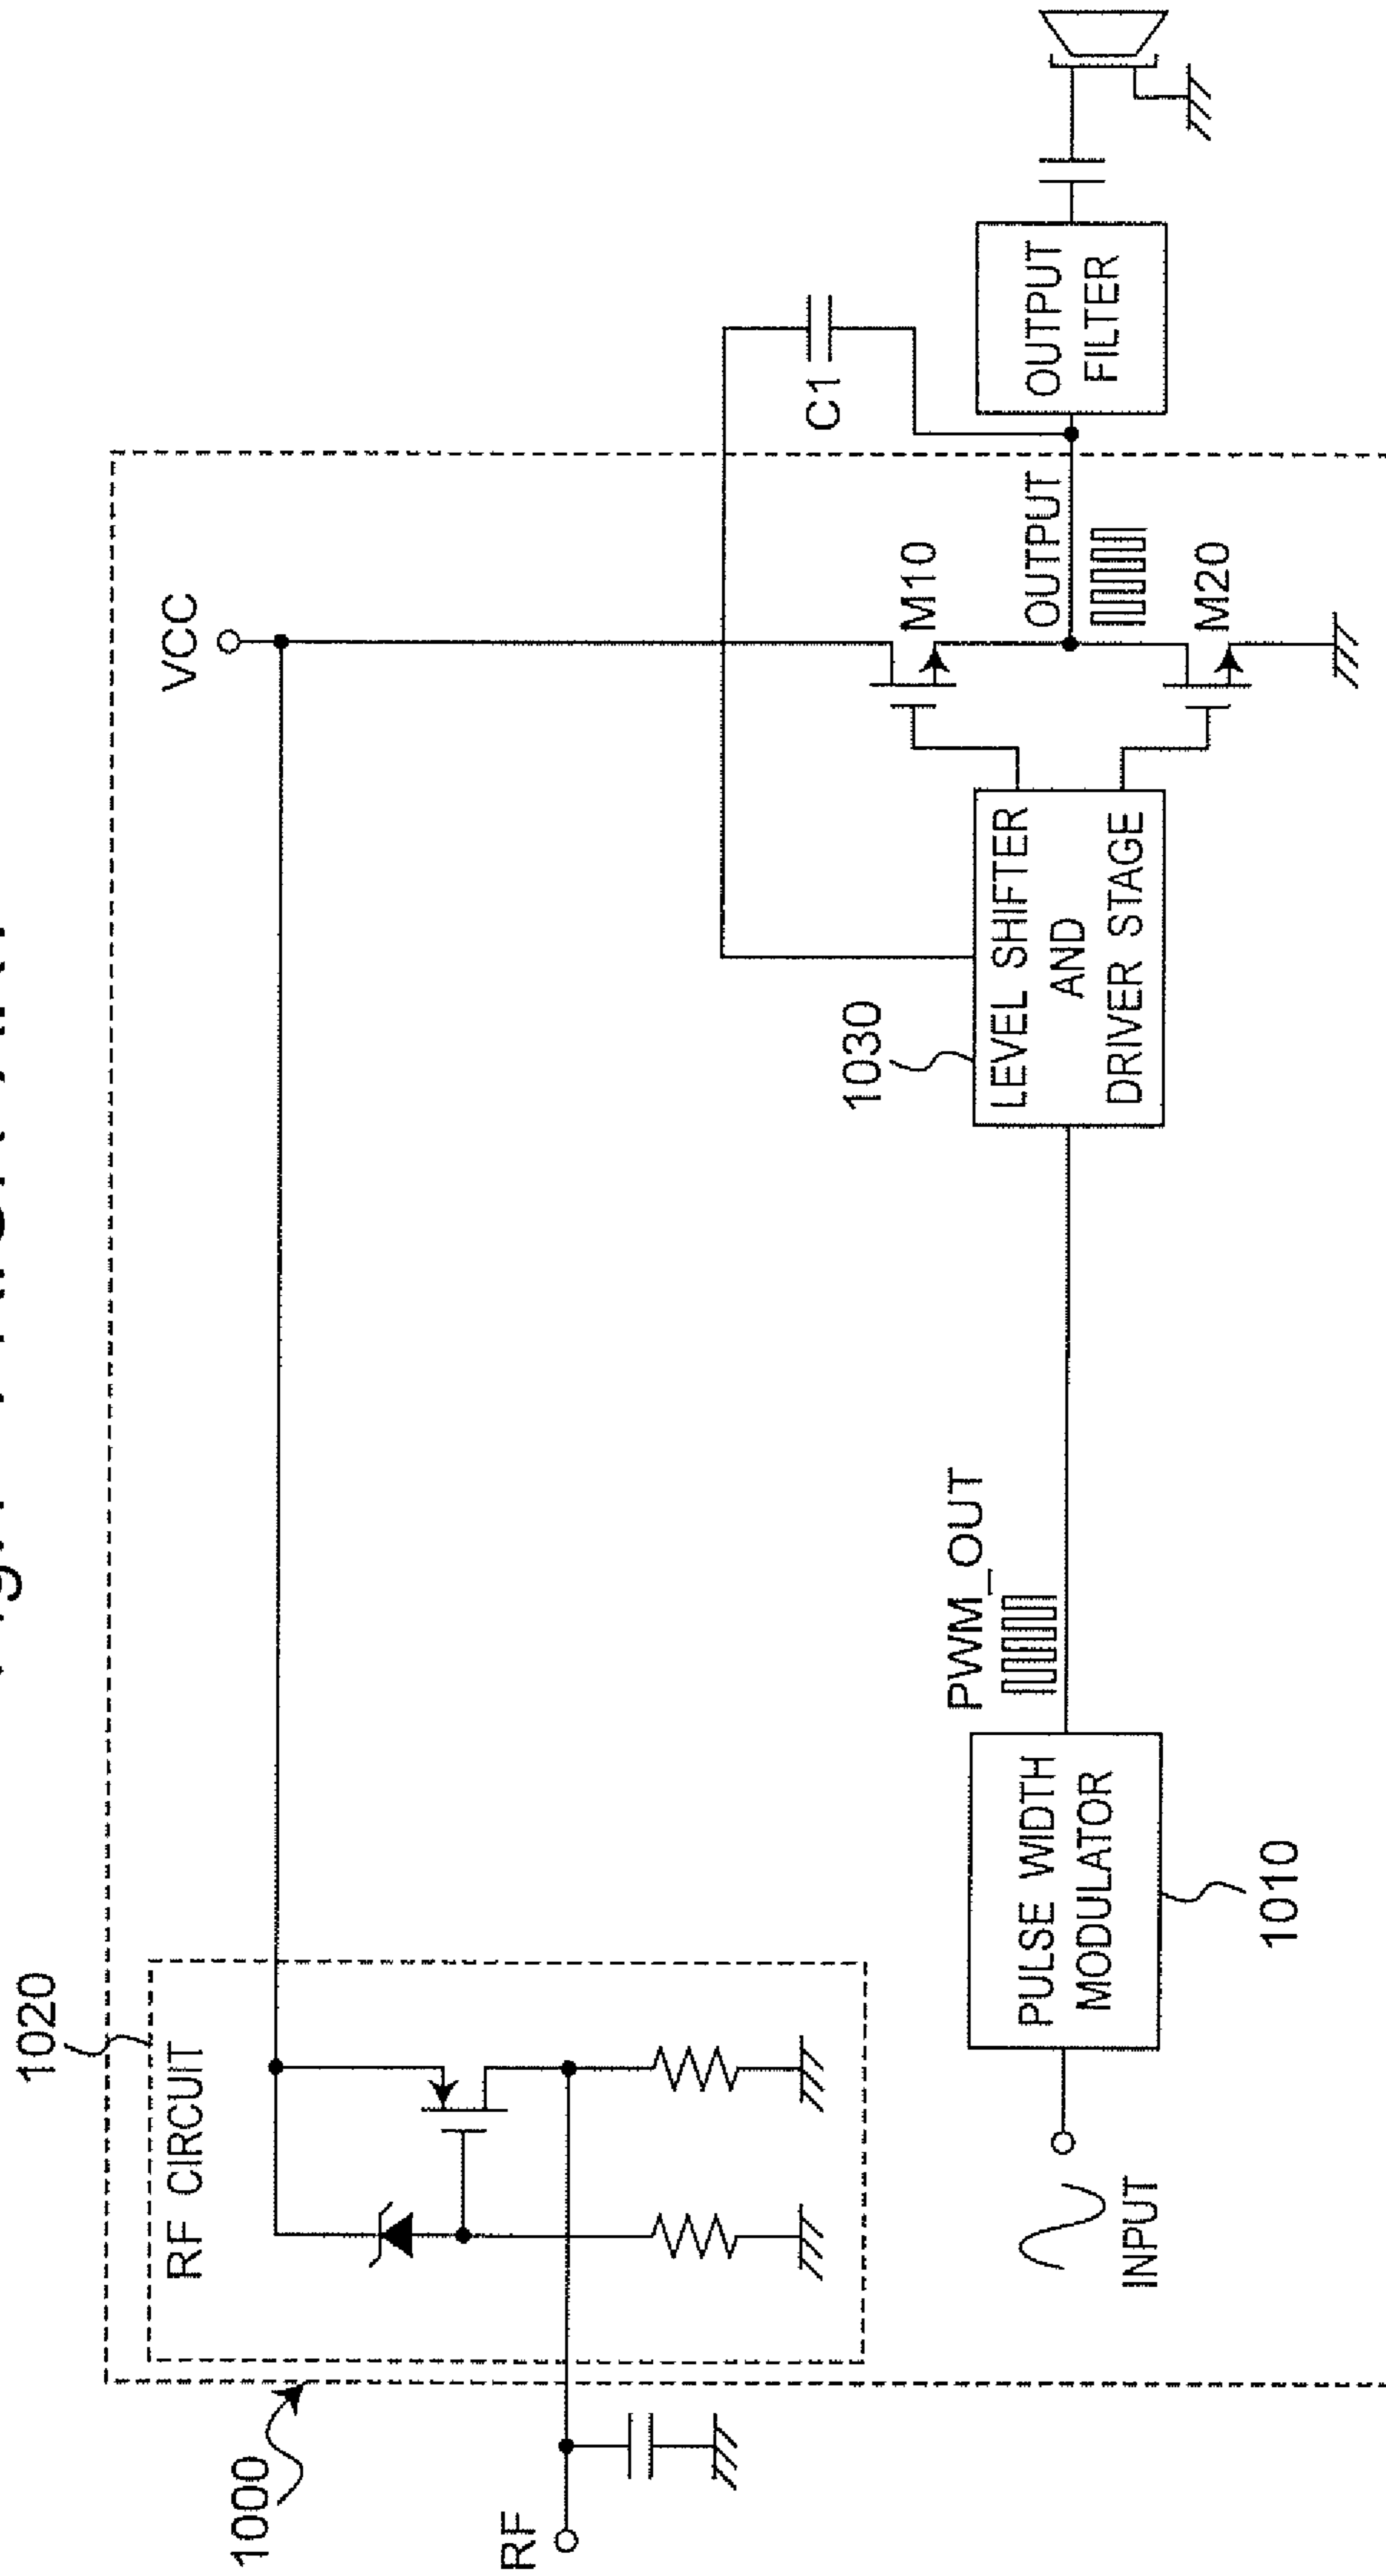 1020
RF CIRCUIT
1000
RF
VCC
C1
M10
OUTPUT
M20
OUTPUT
FILTER
1030
LEVEL SHIFTER
AND
DRIVER STAGE
PWM_OUT
PULSE WIDTH
MODULATOR
1010
INPUT